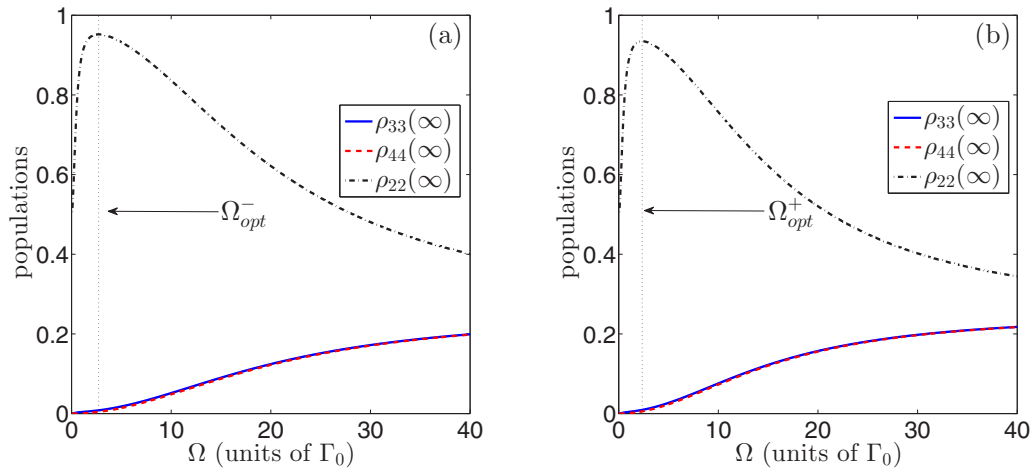 (a)
populations
1
0.8
0.6
0.4
0.2
0
ρ₃₃(∞)
ρ₄₄(∞)
ρ₂₂(∞)
Ω⁻ₒₚₜ
0 10 20 30 40
Ω (units of Γ₀)
(b)
populations
1
0.8
0.6
0.4
0.2
0
ρ₃₃(∞)
ρ₄₄(∞)
ρ₂₂(∞)
Ω⁺ₒₚₜ
0 10 20 30 40
Ω (units of Γ₀)